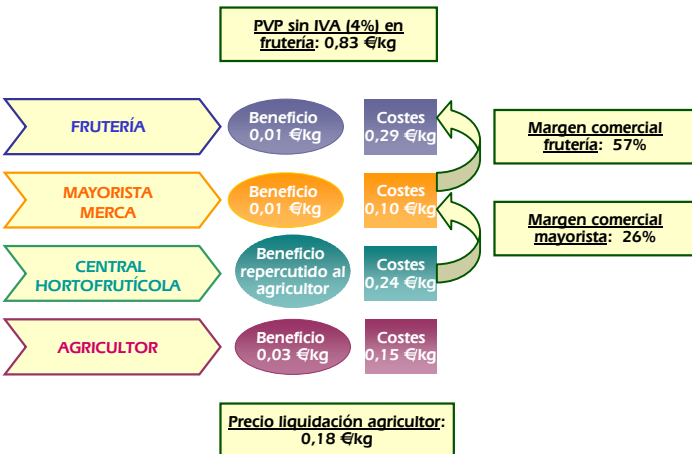 PVP sin IVA (4%) en
frutería: 0,83 €/kg
FRUTERÍA
Beneficio
0,01 €/kg
Costes
0,29 €/kg
Margen comercial
frutería: 57%
MAYORISTA
MERCA
Beneficio
0,01 €/kg
Costes
0,10 €/kg
Margen comercial
mayorista: 26%
CENTRAL
HORTOFRUTÍCOLA
Beneficio
repercutido al
agricultor
Costes
0,24 €/kg
AGRICULTOR
Beneficio
0,03 €/kg
Costes
0,15 €/kg
Precio liquidación agricultor:
0,18 €/kg